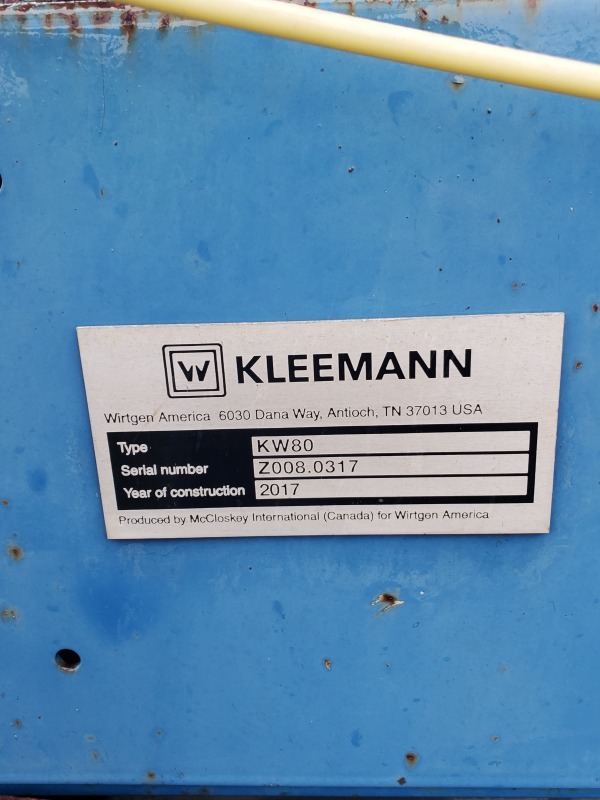 W KLEEMANN
Wirtgen America 6030 Dana Way, Antioch, TN 37013 USA
Type KW80
Serial number Z008.0317
Year of construction 2017
Produced by McCloskey International (Canada) for Wirtgen America